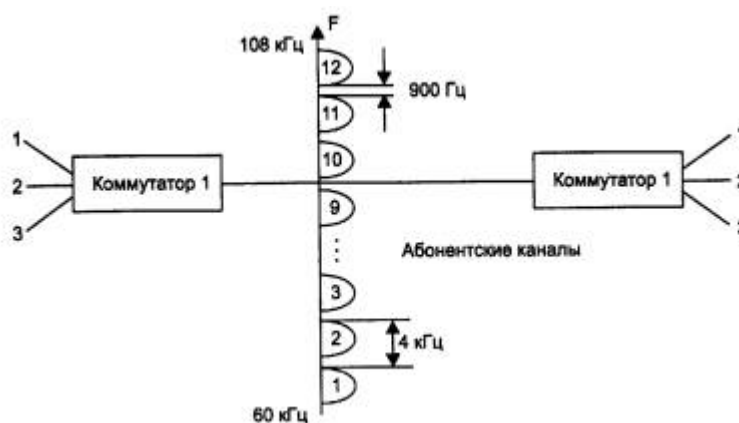 F
108 кГц
12
900 Гц
11
1
10
2
Коммутатор 1
Коммутатор 1
3
9
Абонентские каналы
3
2
4 кГц
1
60 кГц